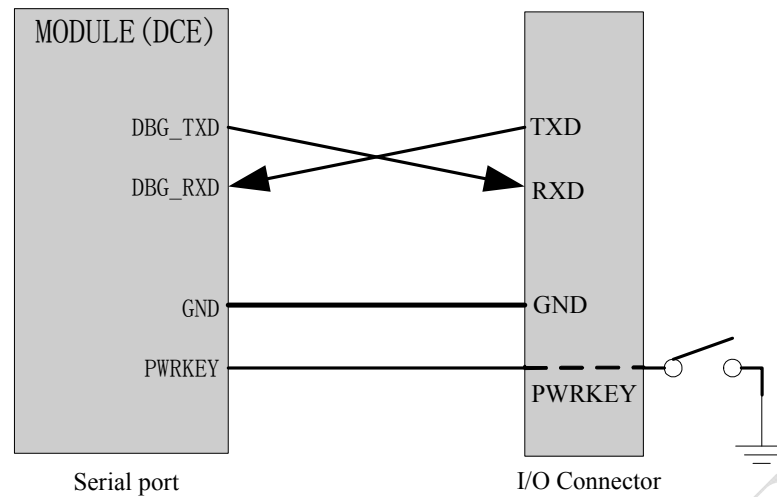 MODULE(DCE)
DBG_TXD
TXD
DBG_RXD
RXD
GND
GND
PWRKEY
PWRKEY
Serial port
I/O Connector